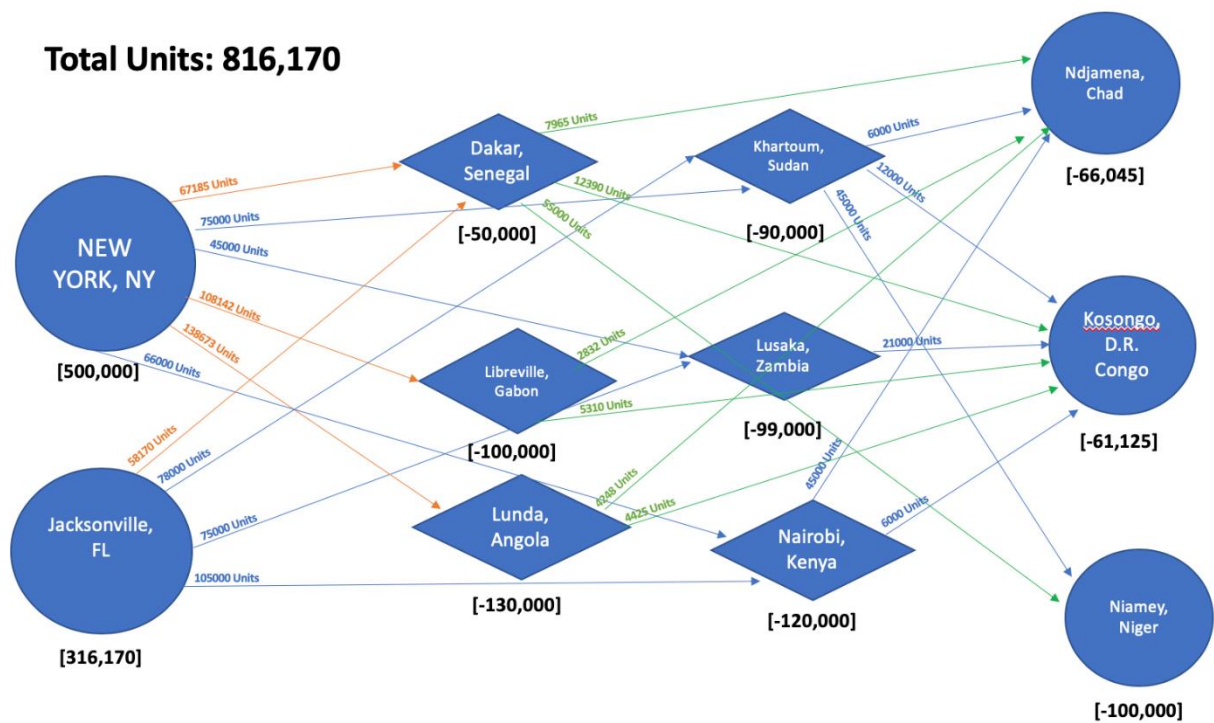 Total Units: 816,170
Ndjamena,
Chad
[-66,045]
7965 Units
6000 Units
Dakar,
Senegal
[-50,000]
Khartoum,
Sudan
[-90,000]
67185 Units
12390 Units
12000 Units
75000 Units
55000 Units
45000 Units
NEW
YORK, NY
[500,000]
45000 Units
108142 Units
138673 Units
66000 Units
Kosongo,
D.R.
Congo
[-61,125]
Libreville,
Gabon
[-100,000]
2832 Units
Lusaka,
Zambia
[-99,000]
21000 Units
5310 Units
58170 Units
78000 Units
75000 Units
105000 Units
Jacksonville,
FL
[316,170]
Lunda,
Angola
[-130,000]
4248 Units
4425 Units
45000 Units
6000 Units
Nairobi,
Kenya
[-120,000]
Niamey,
Niger
[-100,000]